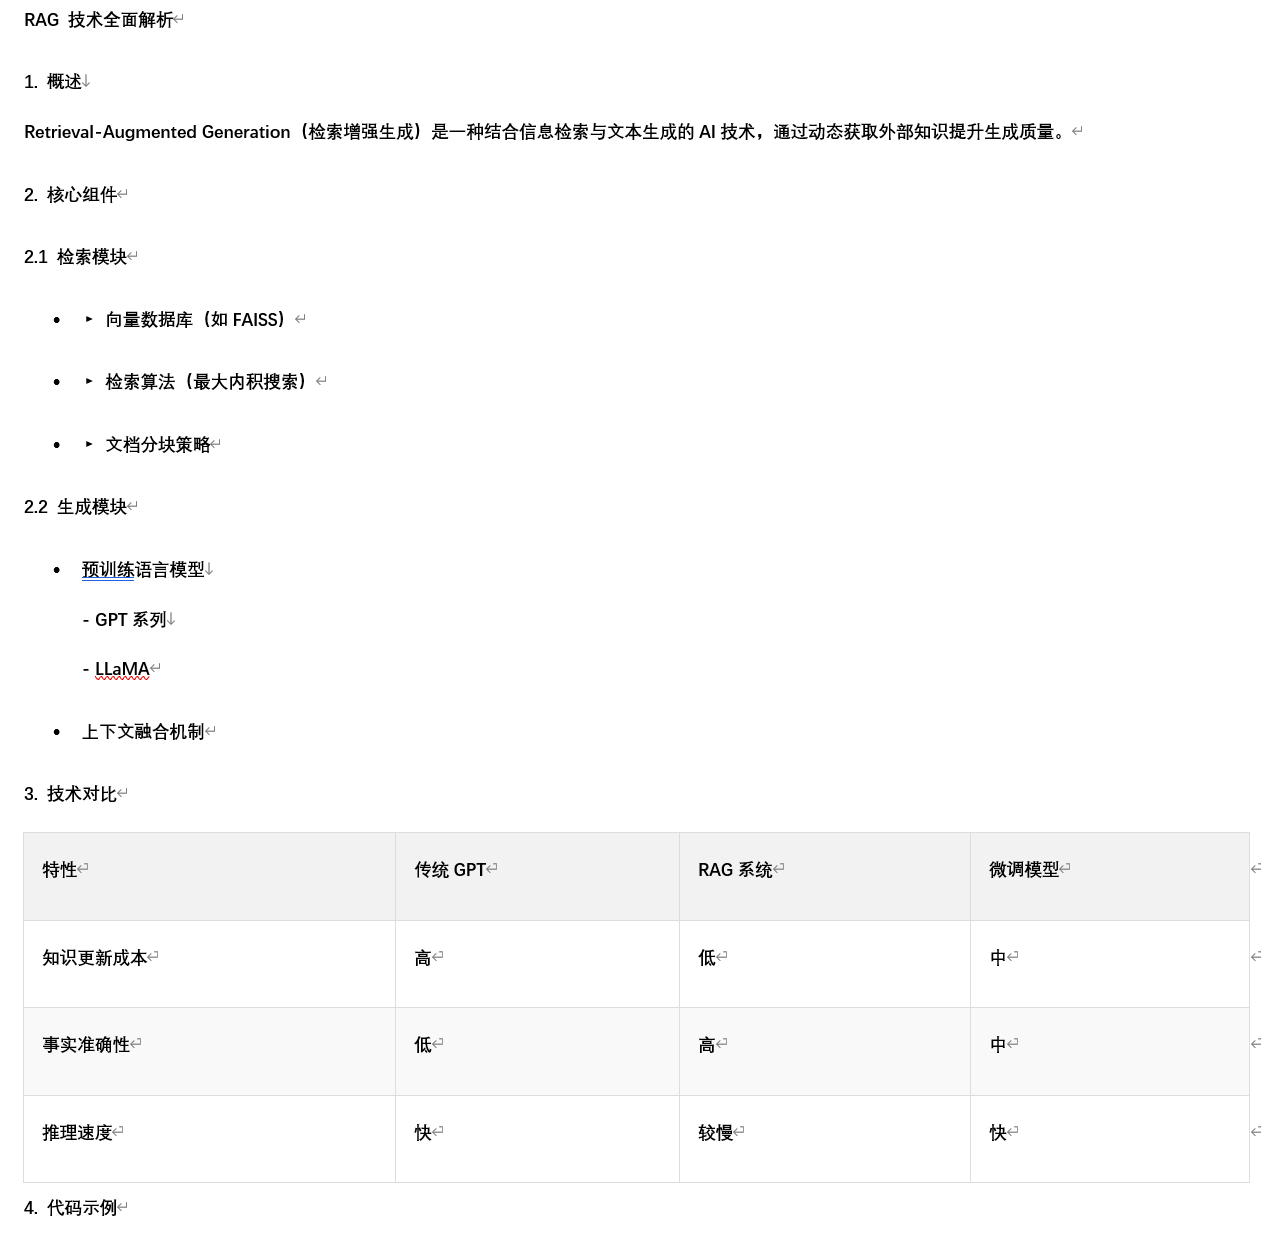 RAG 技术全面解析
1. 概述
Retrieval-Augmented Generation（检索增强生成）是一种结合信息检索与文本生成的 AI 技术，通过动态获取外部知识提升生成质量。
2. 核心组件
2.1 检索模块
• ▸ 向量数据库（如 FAISS）
• ▸ 检索算法（最大内积搜索）
• ▸ 文档分块策略
2.2 生成模块
• 预训练语言模型
- GPT 系列
- LLaMA
• 上下文融合机制
3. 技术对比
特性 传统 GPT RAG 系统 微调模型
知识更新成本 高 低 中
事实准确性 低 高 中
推理速度 快 较慢 快
4. 代码示例